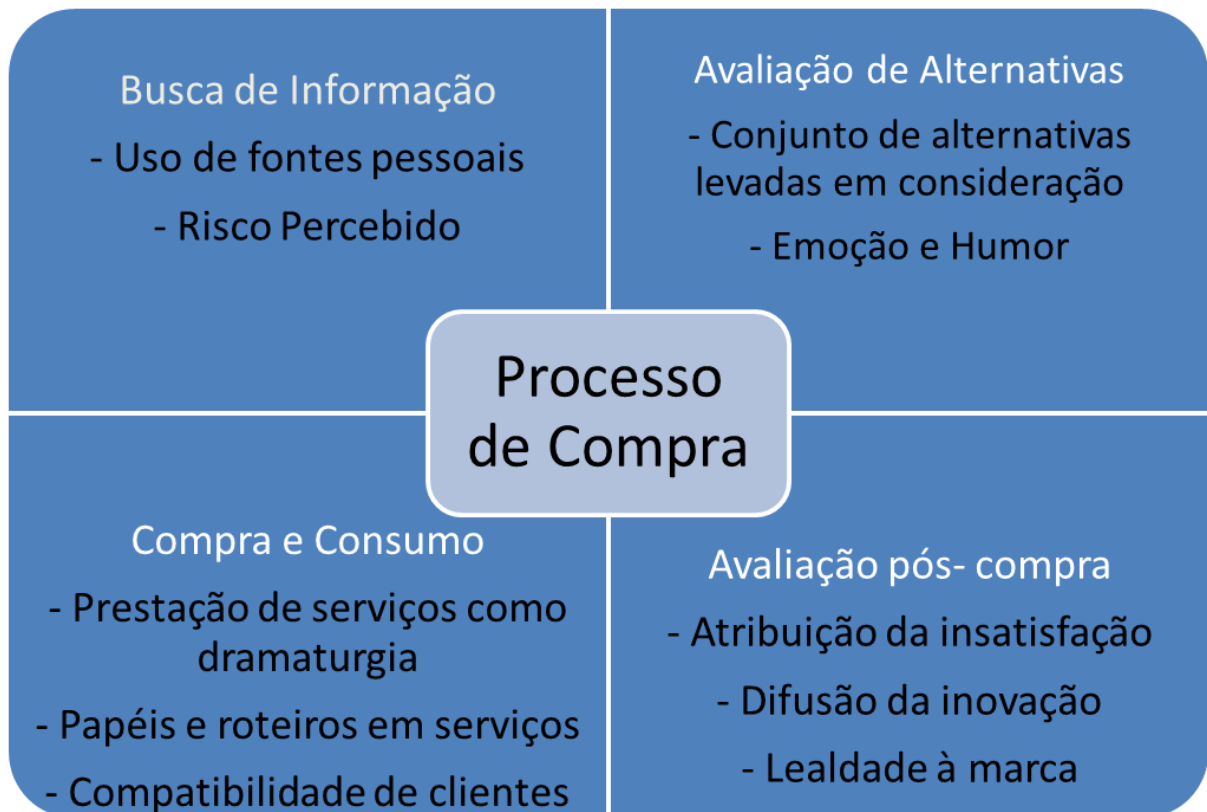 Busca de Informação
- Uso de fontes pessoais
- Risco Percebido
Avaliação de Alternativas
- Conjunto de alternativas
levadas em consideração
- Emoção e Humor
Processo
de Compra
Compra e Consumo
- Prestação de serviços como
dramaturgia
- Papéis e roteiros em serviços
- Compatibilidade de clientes
Avaliação pós- compra
- Atribuição da insatisfação
- Difusão da inovação
- Lealdade à marca